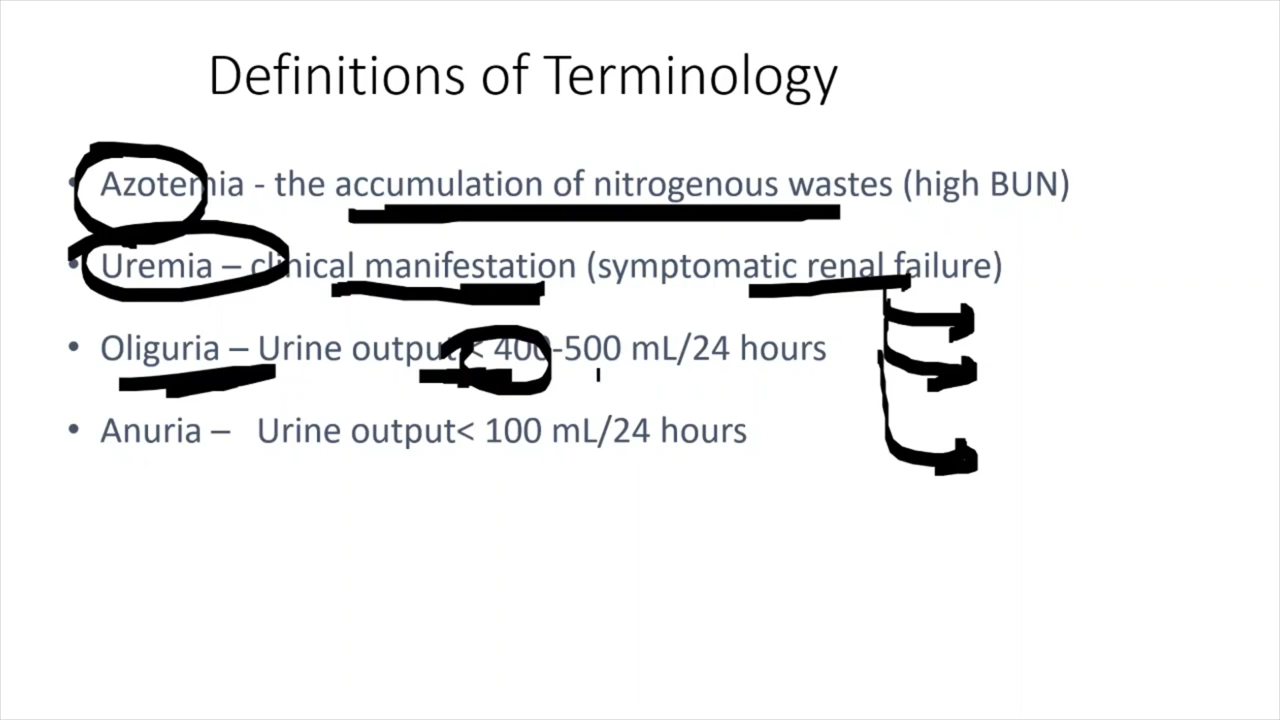 Definitions of Terminology
• Azotemia - the accumulation of nitrogenous wastes (high BUN)
• Uremia – clinical manifestation (symptomatic renal failure)
• Oliguria – Urine output < 400-500 mL/24 hours
• Anuria – Urine output< 100 mL/24 hours